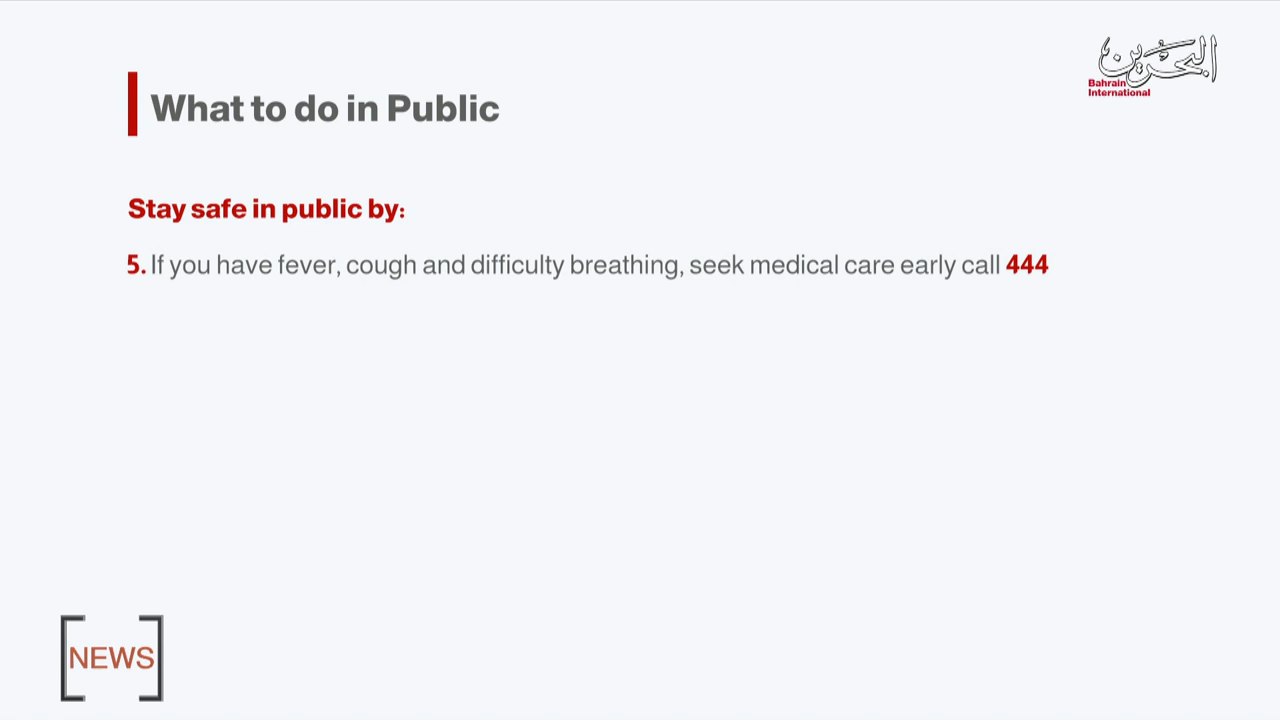 What to do in Public
البحرين
Bahrain
International
Stay safe in public by:
5. If you have fever, cough and difficulty breathing, seek medical care early call 444
NEWS